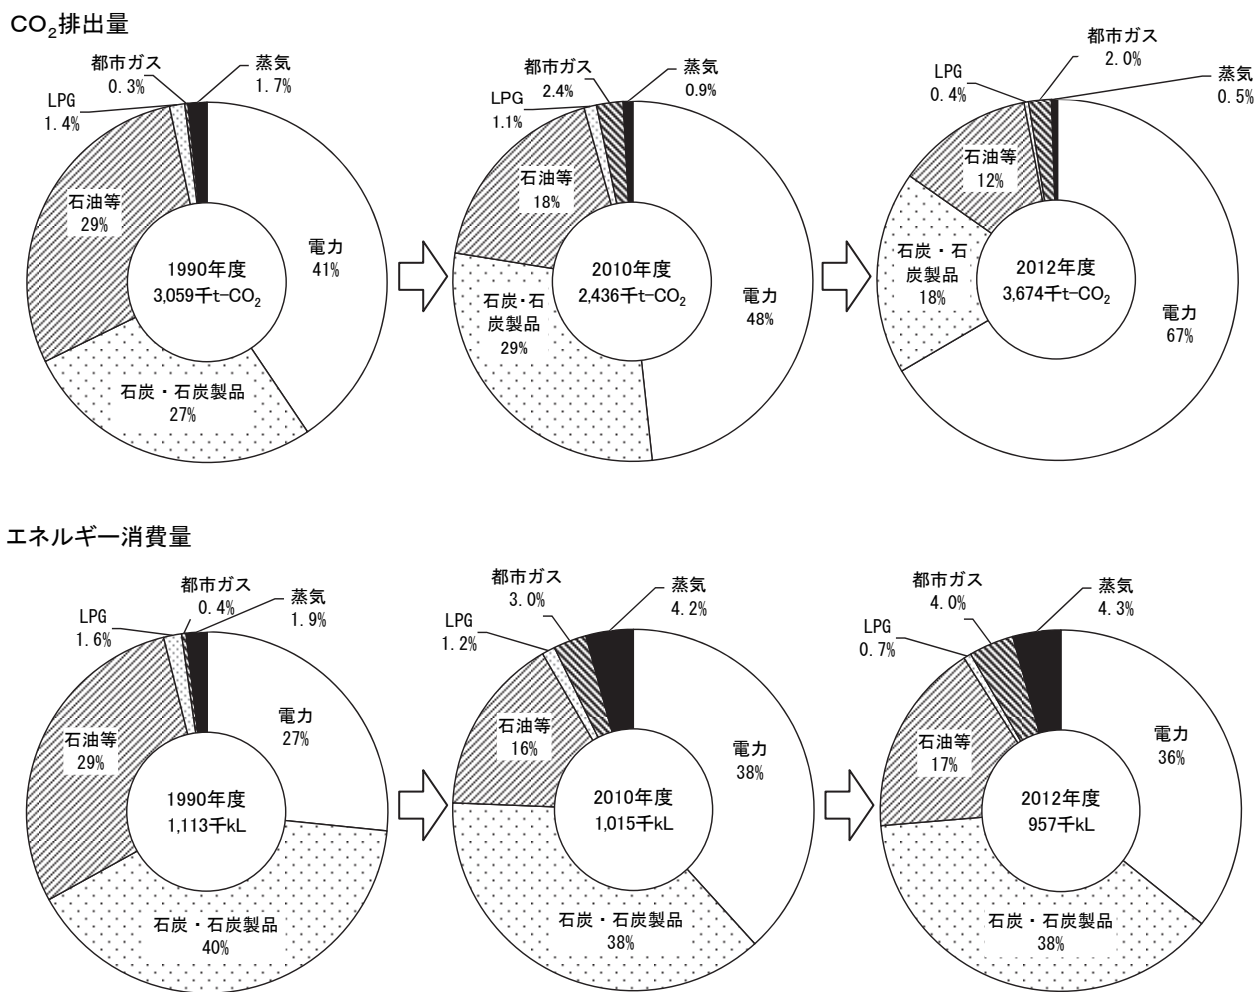 CO₂排出量
都市ガス
0.3%
蒸気
1.7%
LPG
1.4%
石油等
29%
電力
41%
石炭・石炭製品
27%
1990年度
3,059千t-CO₂
都市ガス
2.4%
蒸気
0.9%
LPG
1.1%
石油等
18%
電力
48%
石炭・石
炭製品
29%
2010年度
2,436千t-CO₂
都市ガス
2.0%
LPG
0.4%
蒸気
0.5%
石油等
12%
石炭・石
炭製品
18%
電力
67%
2012年度
3,674千t-CO₂
エネルギー消費量
都市ガス
0.4%
蒸気
1.9%
LPG
1.6%
電力
27%
石油等
29%
1990年度
1,113千kL
石炭・石炭製品
40%
都市ガス
3.0%
蒸気
4.2%
LPG
1.2%
石油等
16%
電力
38%
2010年度
1,015千kL
石炭・石炭製品
38%
都市ガス
4.0%
蒸気
4.3%
LPG
0.7%
石油等
17%
電力
36%
2012年度
957千kL
石炭・石炭製品
38%